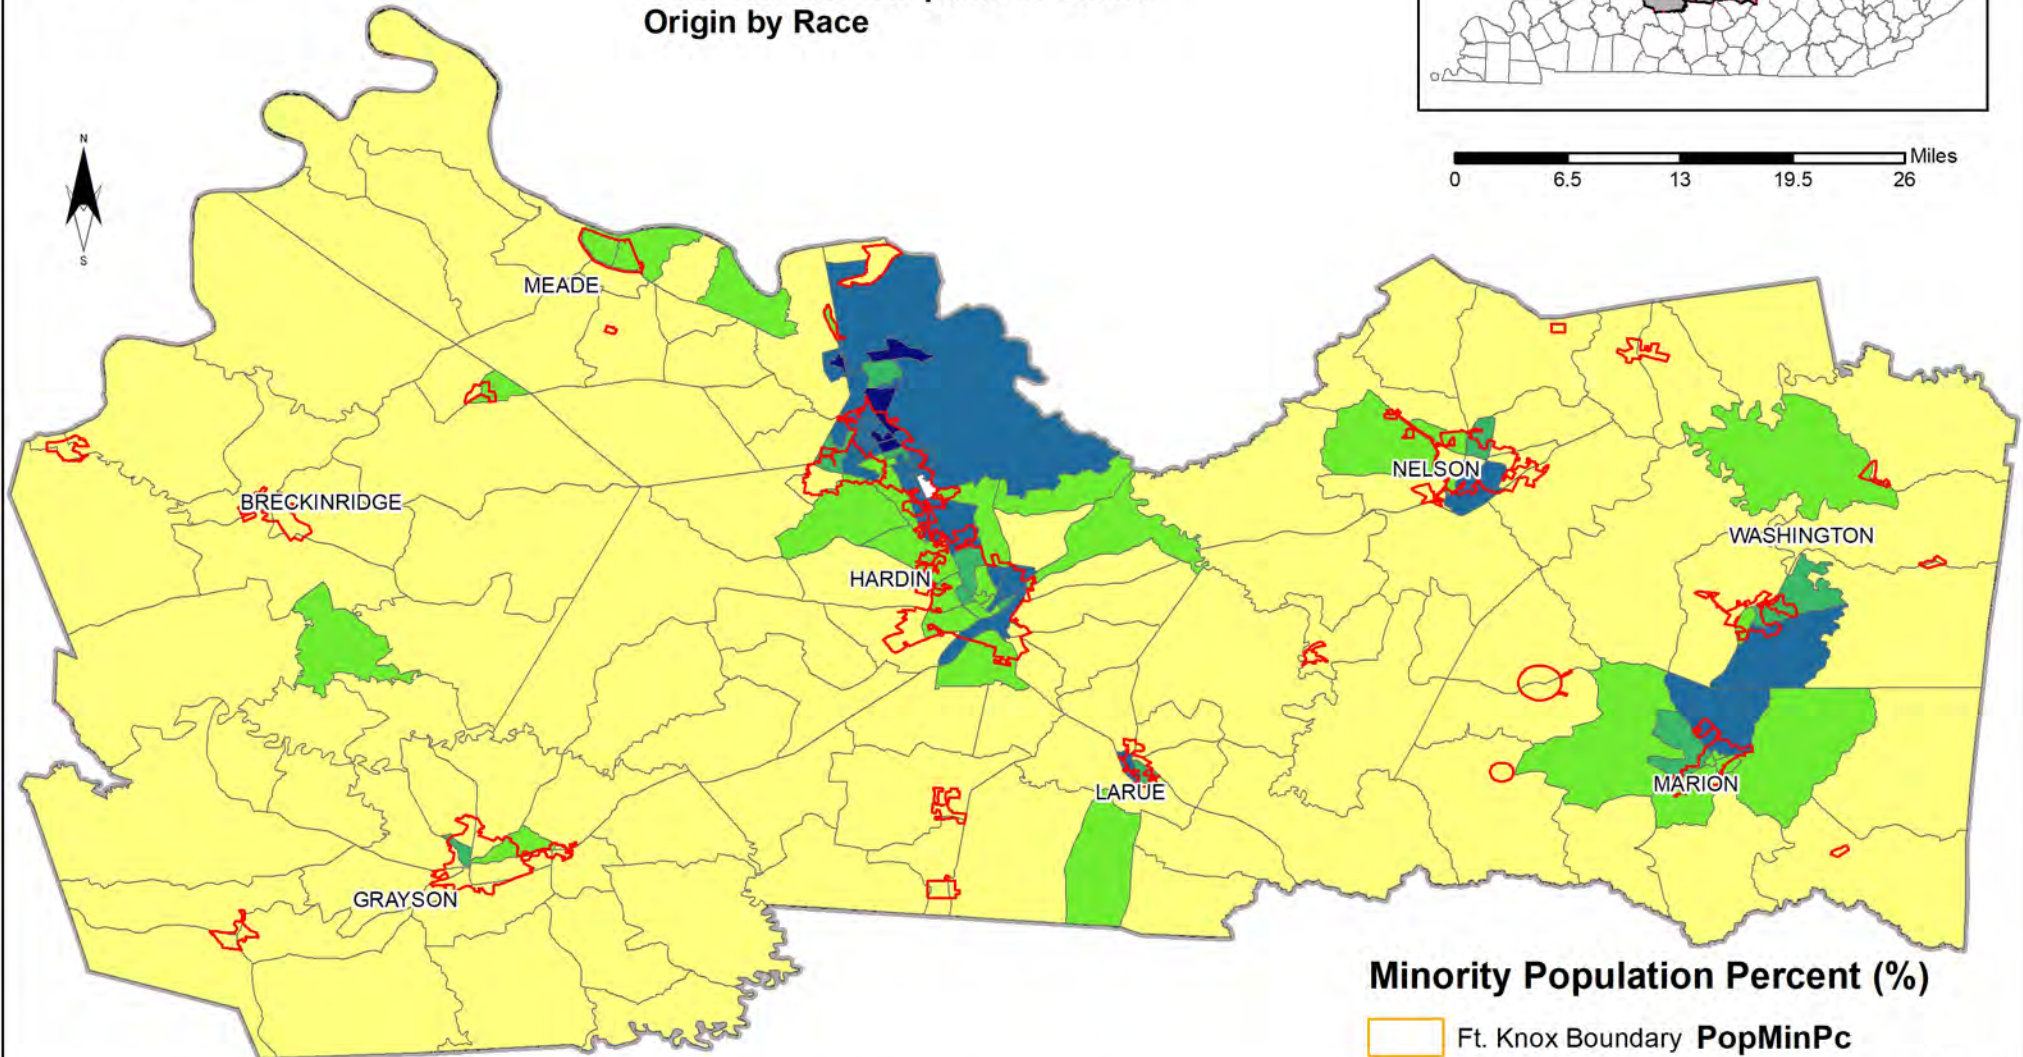 Origin by Race
N
S
Miles
0 6.5 13 19.5 26
MEADE
BRECKINRIDGE
NELSON
WASHINGTON
HARDIN
LARUE
MARION
GRAYSON
Minority Population Percent (%)
Ft. Knox Boundary PopMinPc